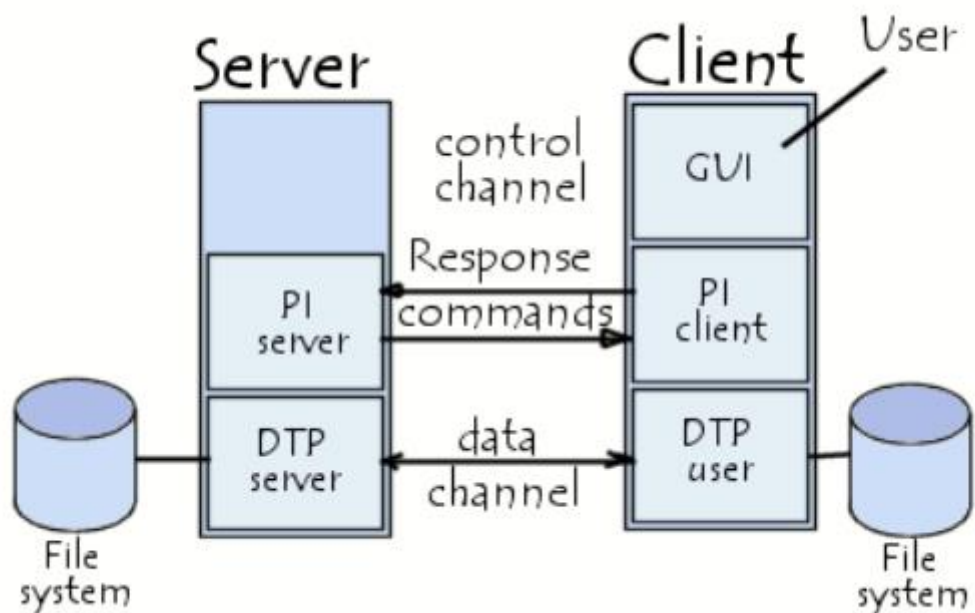 Server
Client
User
control
channel
GUI
Response
commands
PI
server
PI
client
DTP
server
data
channel
DTP
user
File
system
File
system